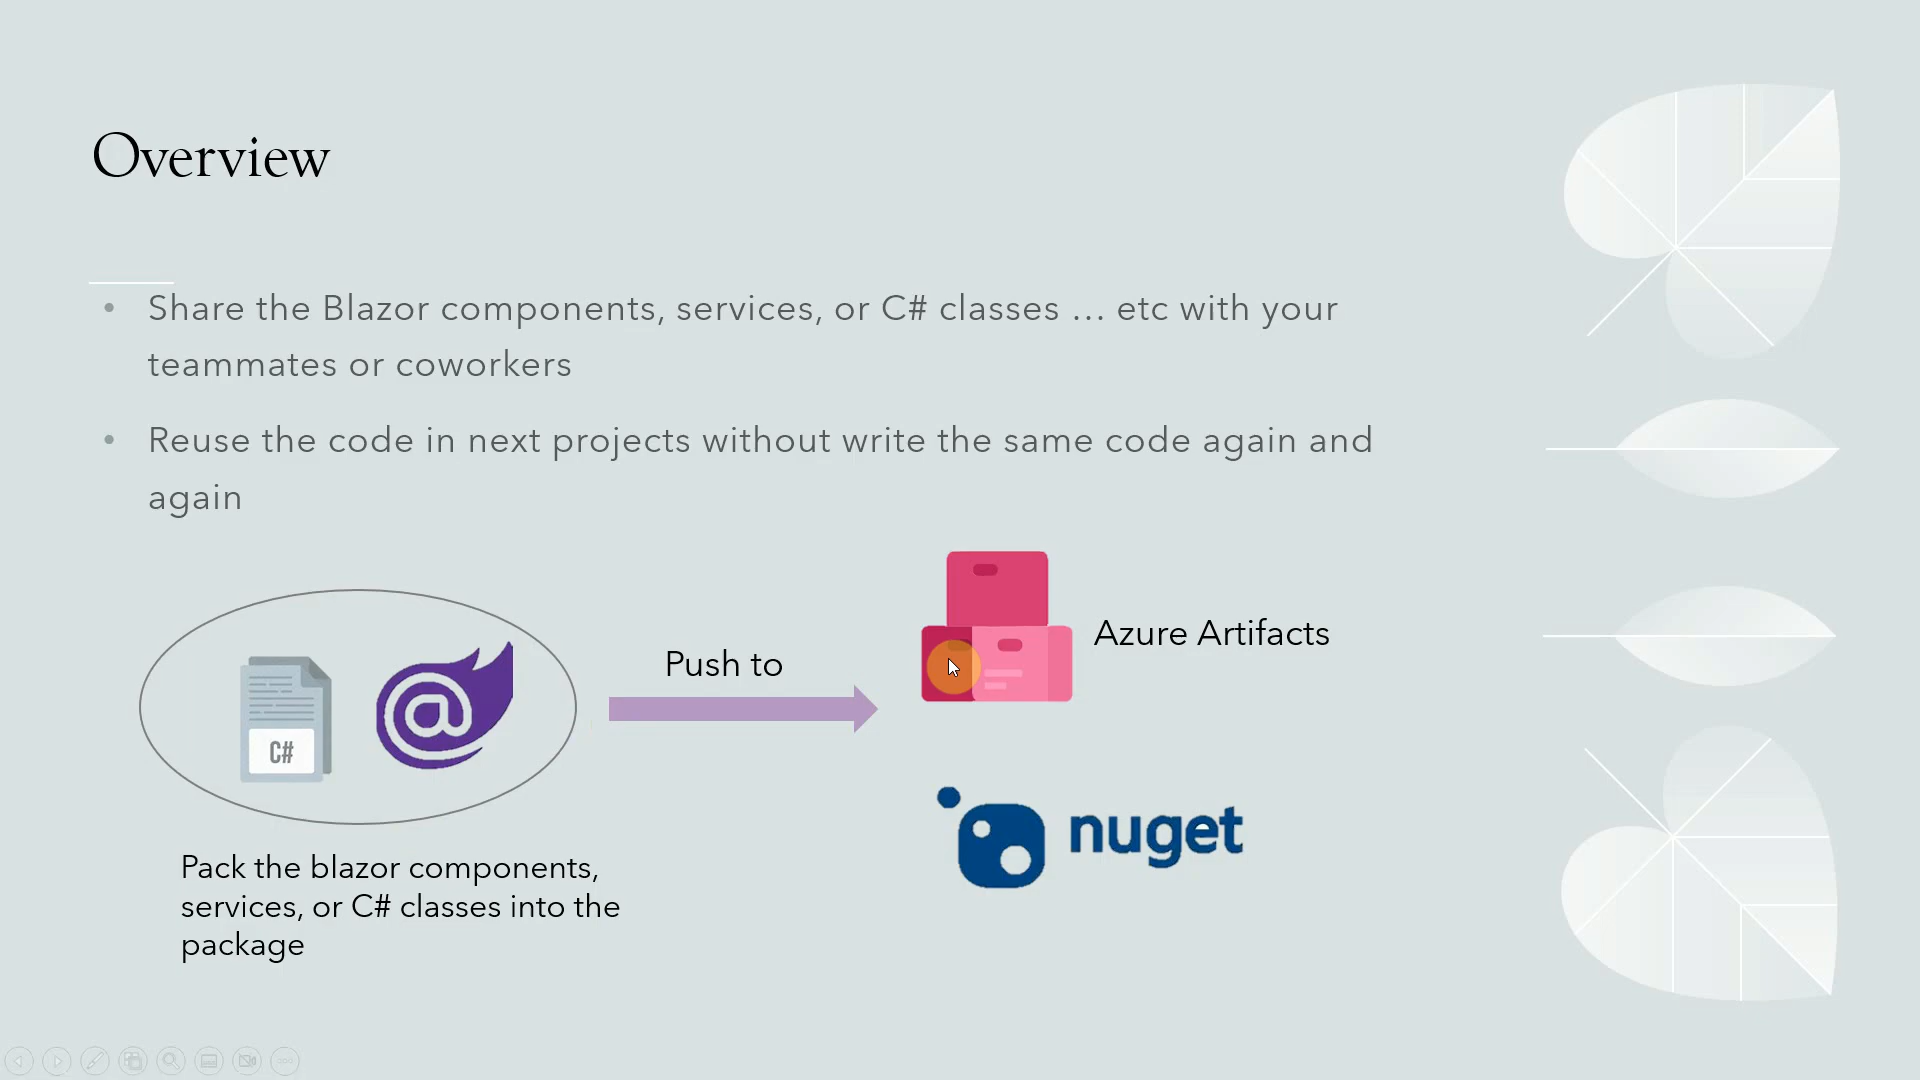 Overview
• Share the Blazor components, services, or C# classes … etc with your
teammates or coworkers
• Reuse the code in next projects without write the same code again and
again
Azure Artifacts
Push to
C#
@
nuget
Pack the blazor components,
services, or C# classes into the
package